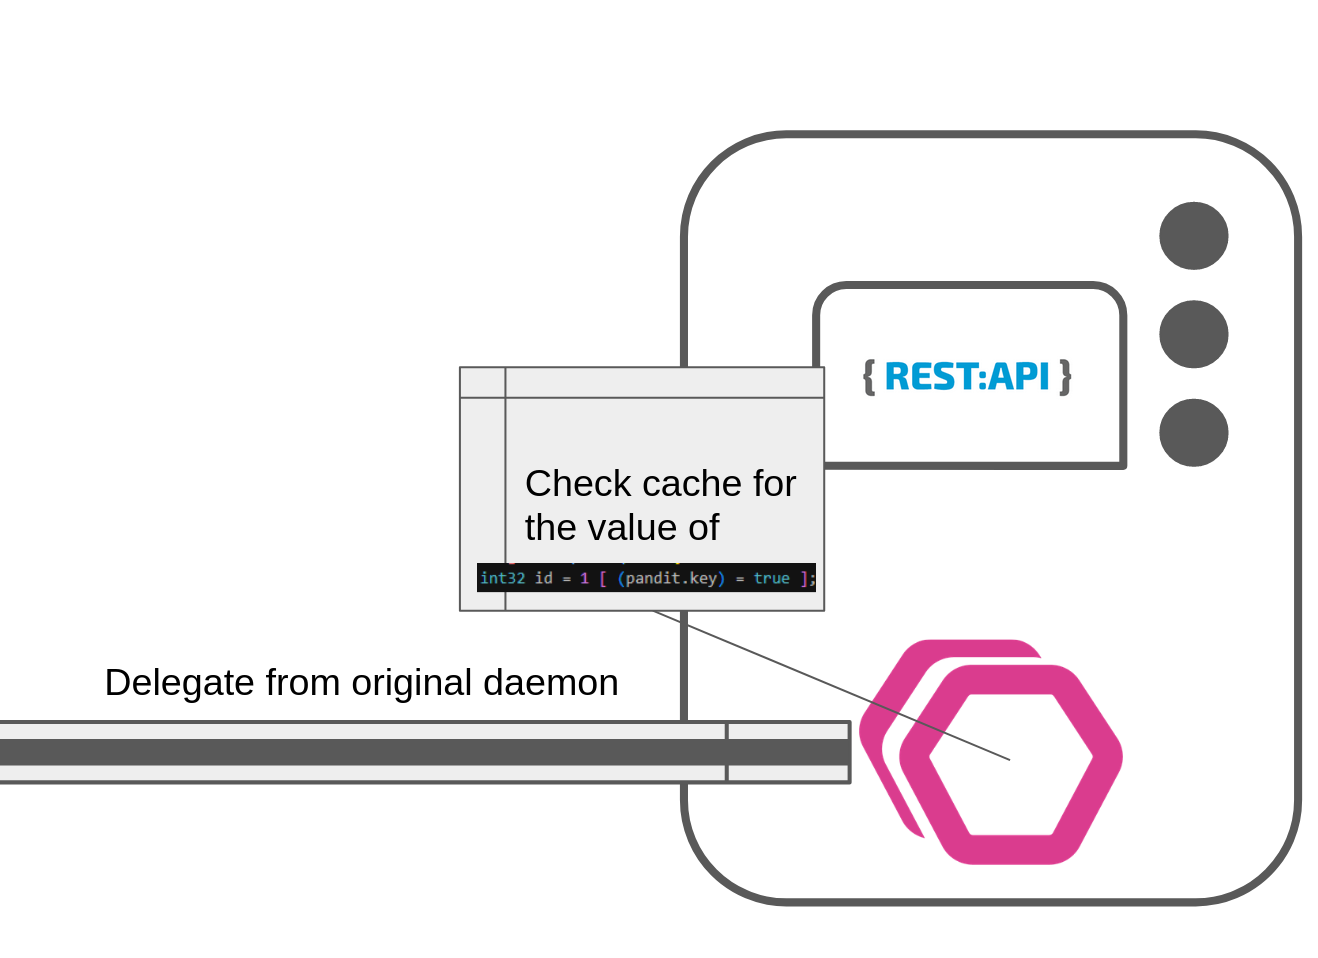 { REST:API }
Check cache for
the value of
int32 id = 1 [ (pandit.key) = true ];
Delegate from original daemon